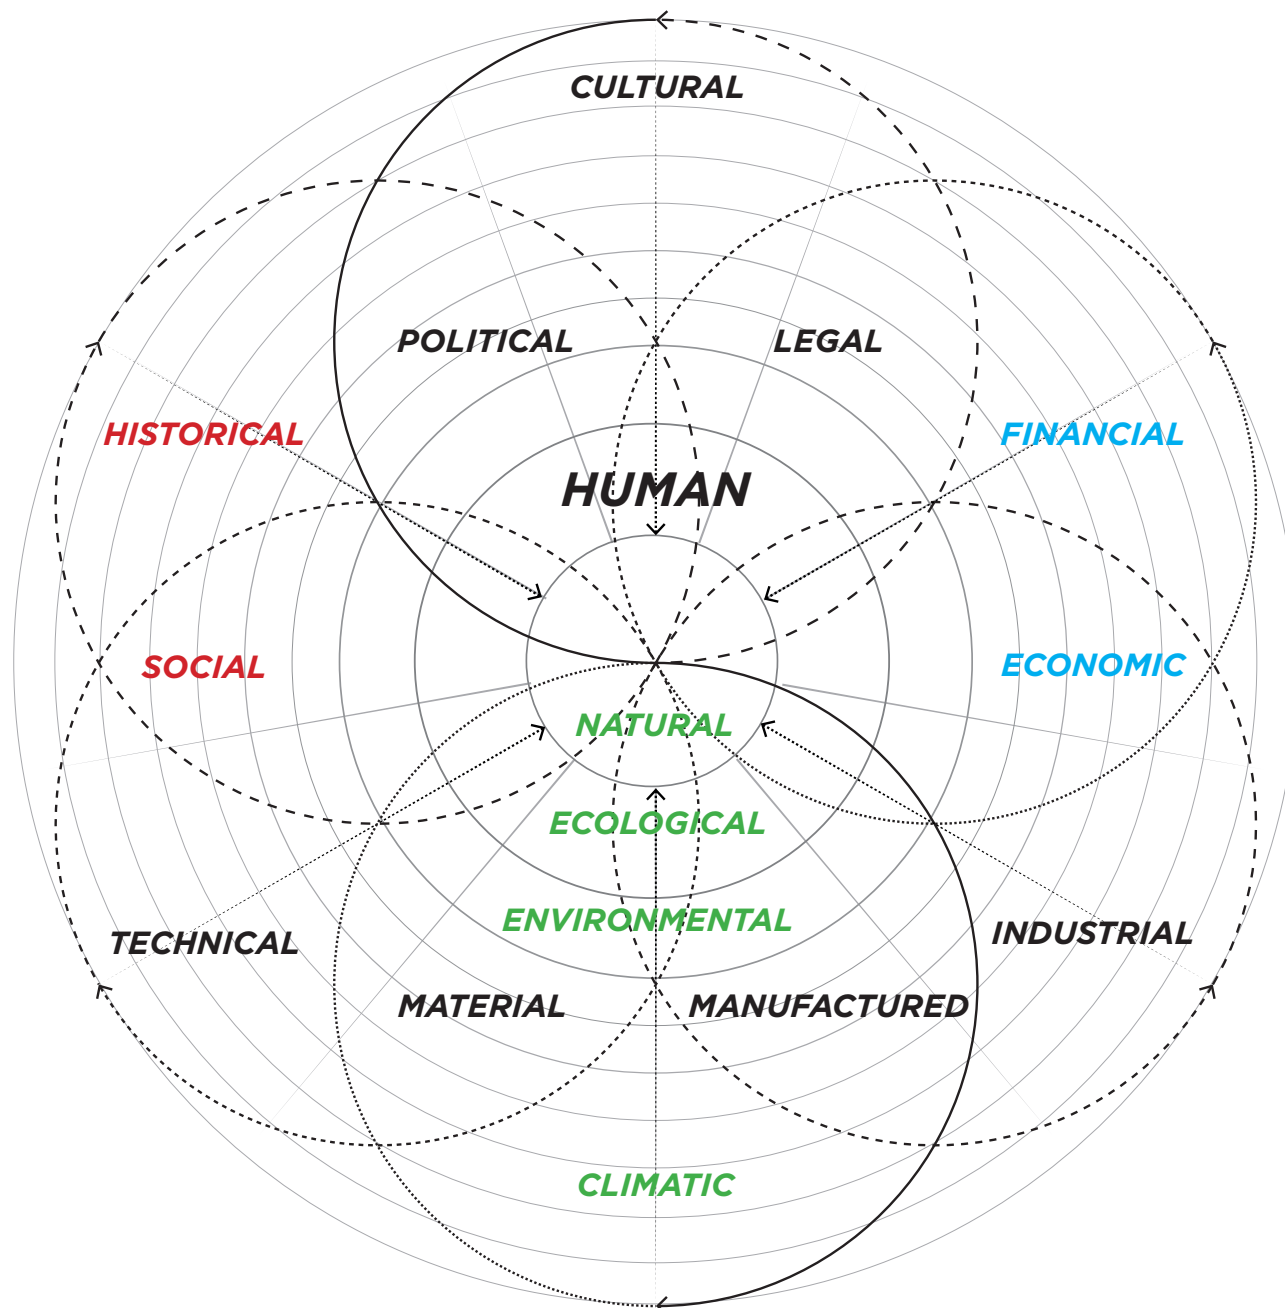 CULTURAL
POLITICAL
LEGAL
HISTORICAL
FINANCIAL
HUMAN
SOCIAL
ECONOMIC
NATURAL
ECOLOGICAL
ENVIRONMENTAL
TECHNICAL
INDUSTRIAL
MATERIAL
MANUFACTURED
CLIMATIC